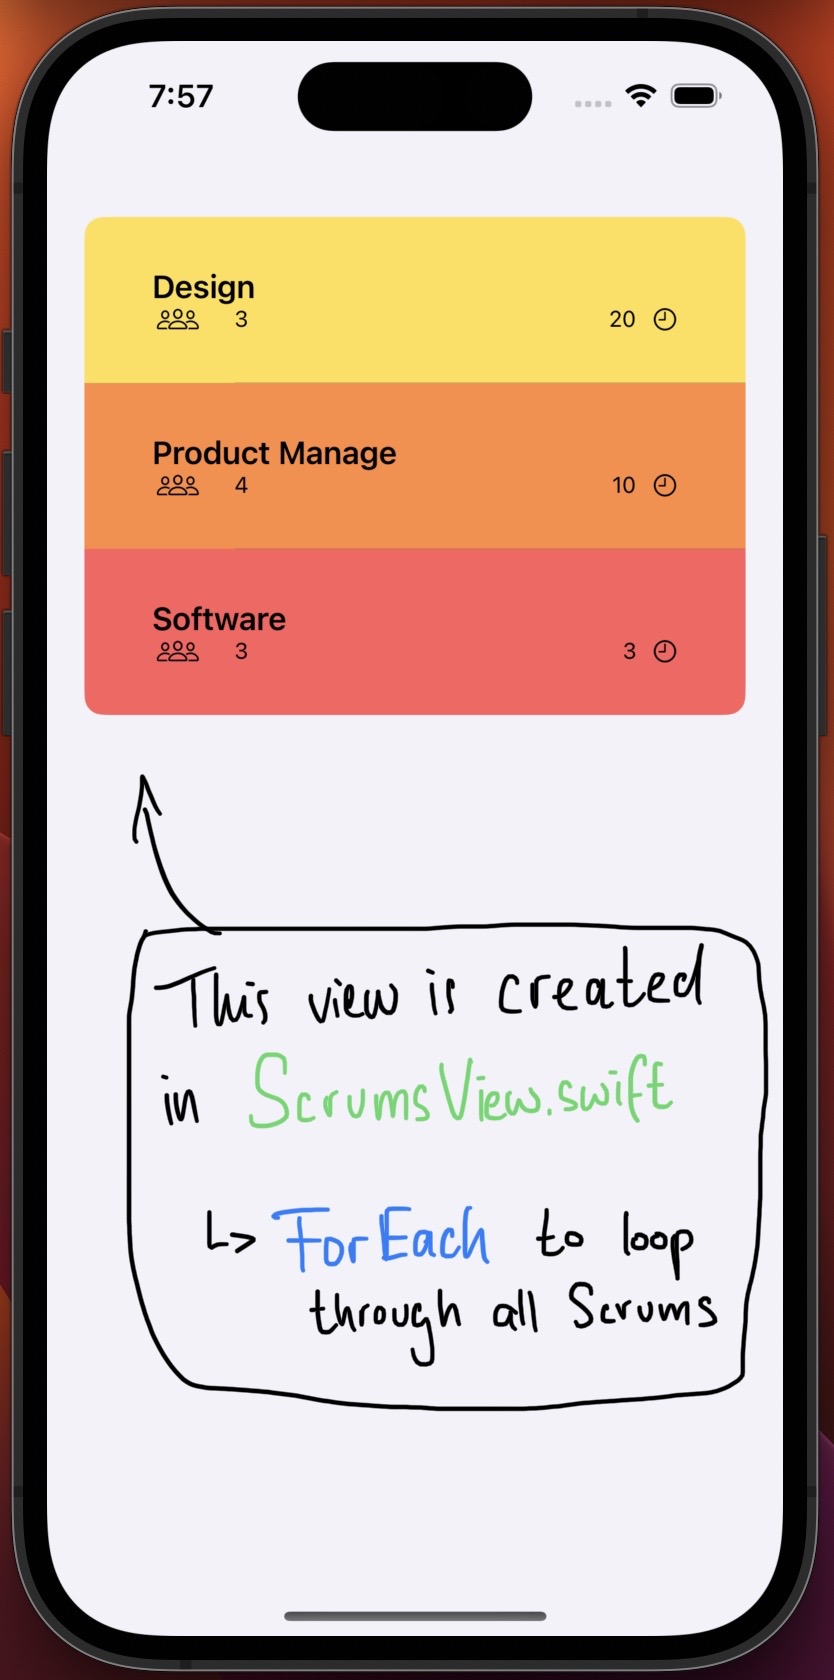 7:57
Design
3 20
Product Manage
4 10
Software
3 3
This view is created
in ScrumsView.swift
↳ ForEach to loop
through all Scrums